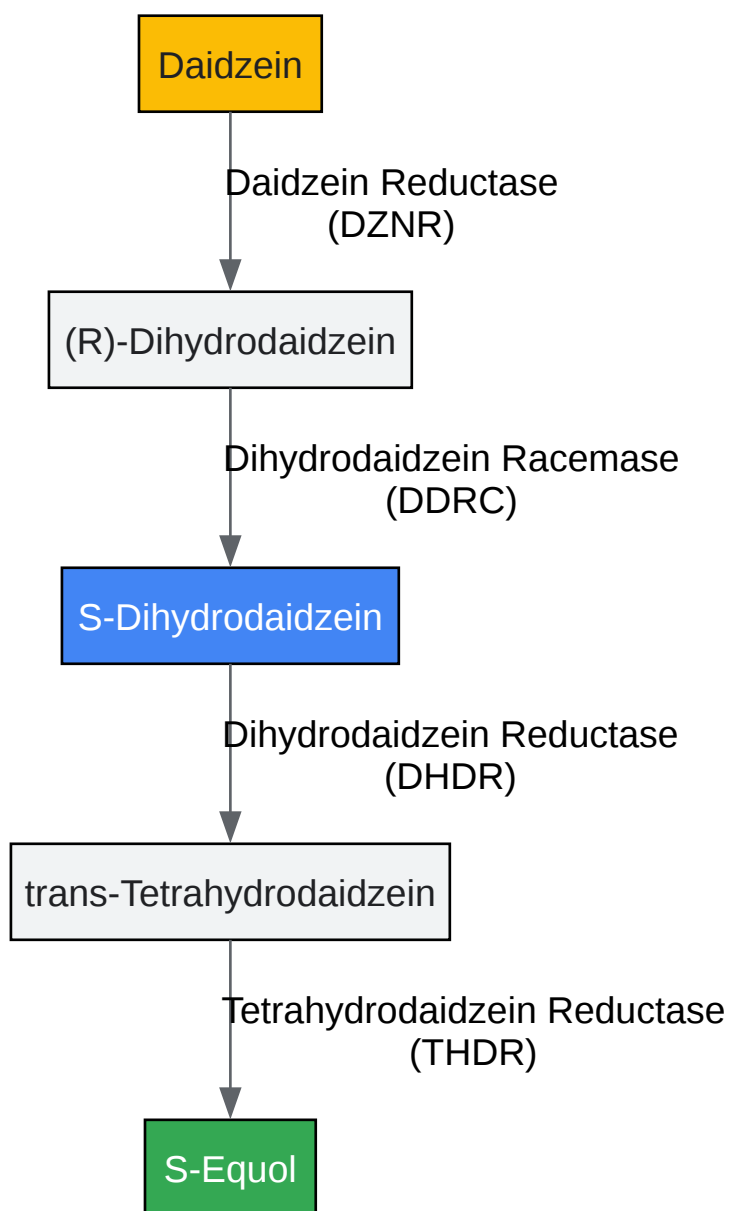 Daidzein
Daidzein Reductase
(DZNR)
(R)-Dihydrodaidzein
Dihydrodaidzein Racemase
(DDRC)
S-Dihydrodaidzein
Dihydrodaidzein Reductase
(DHDR)
trans-Tetrahydrodaidzein
Tetrahydrodaidzein Reductase
(THDR)
S-Equol